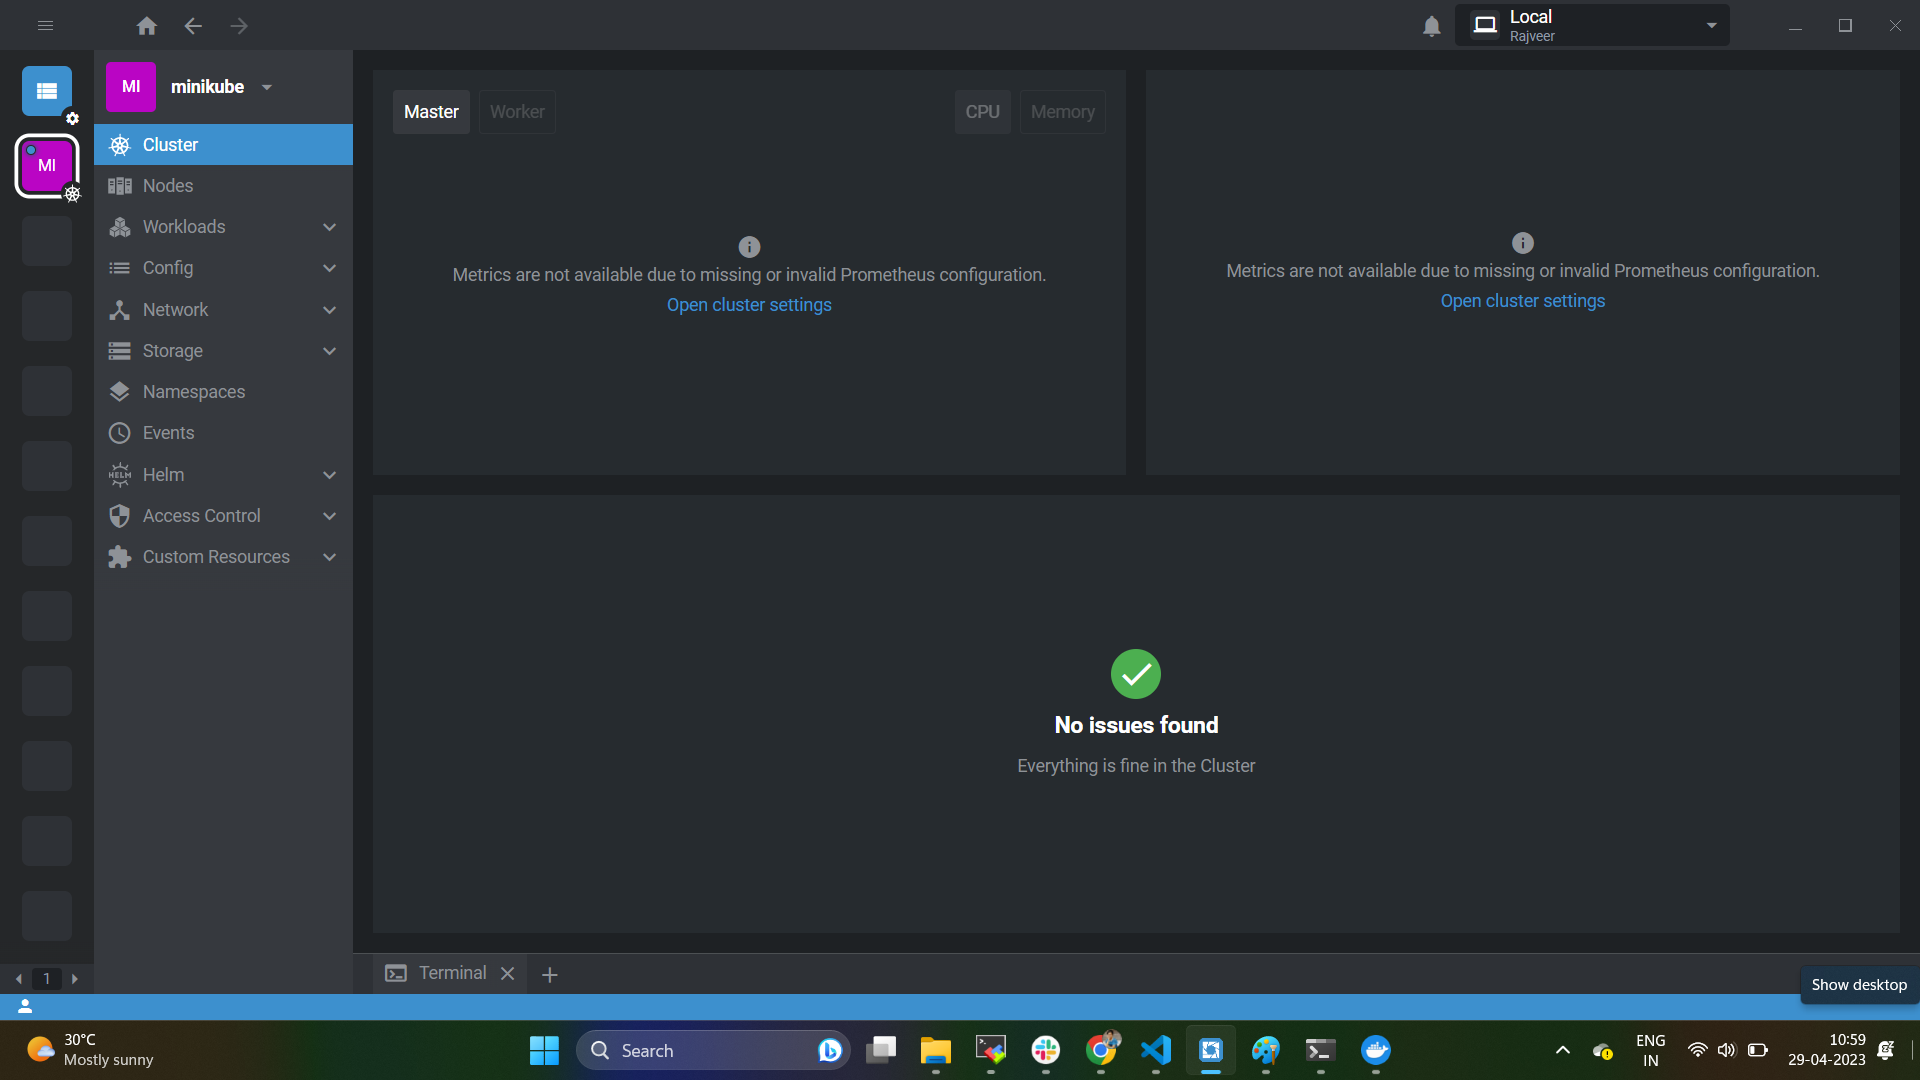 Local
Rajveer
MI
minikube
MI
Cluster
Nodes
Workloads
Config
Network
Storage
Namespaces
Events
HELM
Helm
Access Control
Custom Resources
Master
Worker
CPU
Memory
Metrics are not available due to missing or invalid Prometheus configuration.
Open cluster settings
Metrics are not available due to missing or invalid Prometheus configuration.
Open cluster settings
No issues found
Everything is fine in the Cluster
1
Terminal
Show desktop
30°C
Mostly sunny
Search
ENG
IN
10:59
29-04-2023